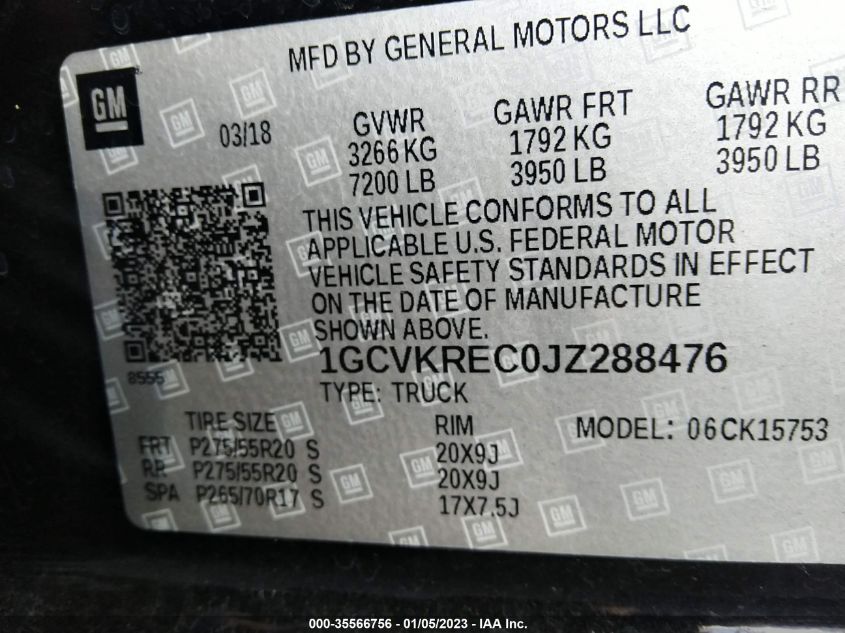 MFD BY GENERAL MOTORS LLC
GM
03/18
GVWR GAWR FRT GAWR RR
3266 KG 1792 KG 1792 KG
7200 LB 3950 LB 3950 LB
THIS VEHICLE CONFORMS TO ALL
APPLICABLE U.S. FEDERAL MOTOR
VEHICLE SAFETY STANDARDS IN EFFECT
ON THE DATE OF MANUFACTURE
SHOWN ABOVE.
1GCVKREC0JZ288476
8555
TYPE: TRUCK
TIRE SIZE RIM MODEL: 06CK15753
FRT P275/55R20 S 20X9J
RR P275/55R20 S 20X9J
SPA P265/70R17 S 17X7.5J
000-35566756 - 01/05/2023 - IAA Inc.